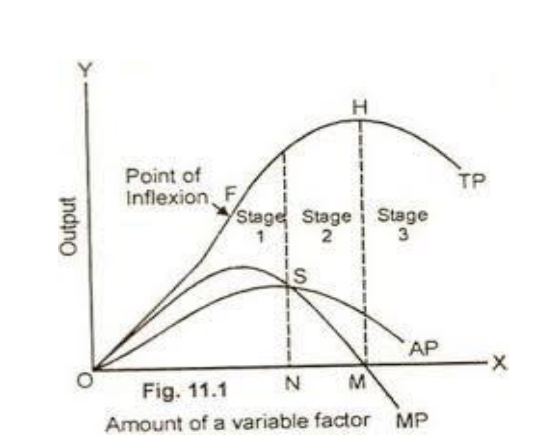 Y
H
Point of
Inflexion
F
TP
Output
Stage
1
Stage
2
Stage
3
S
AP
X
O
Fig. 11.1
N
M
Amount of a variable factor
MP